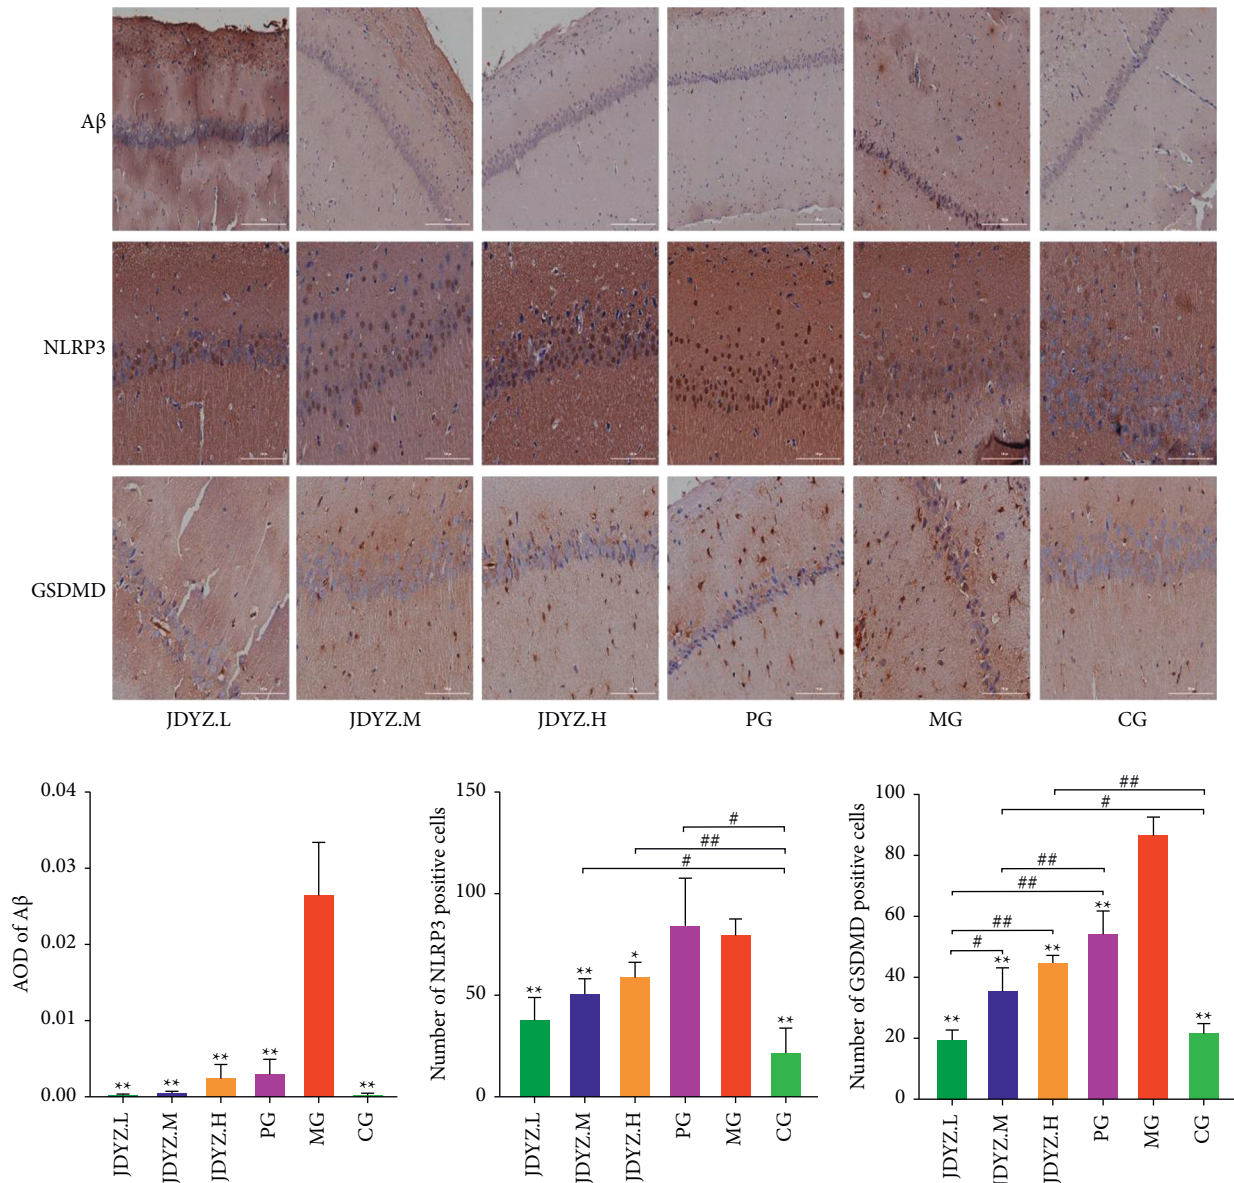 Aβ
NLRP3
GSDMD
JDYZ.L JDYZ.M JDYZ.H PG MG CG
AOD of Aβ
0.04
0.03
0.02
0.01
0.00
** ** ** ** **
JDYZ.L JDYZ.M JDYZ.H PG MG CG
Number of NLRP3 positive cells
150
100
50
0
#
##
#
** ** * **
JDYZ.L JDYZ.M JDYZ.H PG MG CG
Number of GSDMD positive cells
100
80
60
40
20
0
##
#
##
##
##
#
** ** ** ** **
JDYZ.L JDYZ.M JDYZ.H PG MG CG